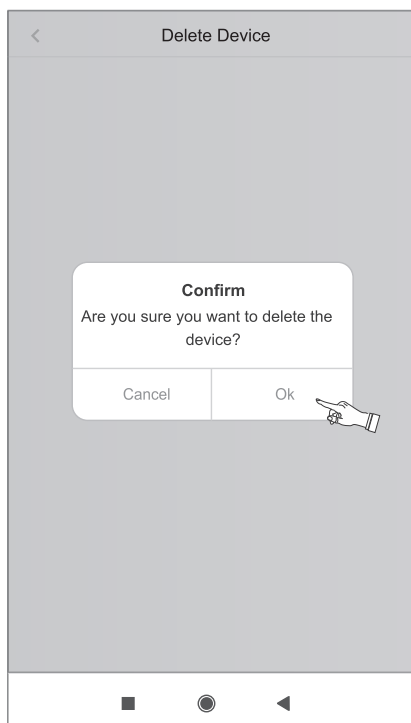 Delete Device
Confirm
Are you sure you want to delete the
device?
Cancel
Ok